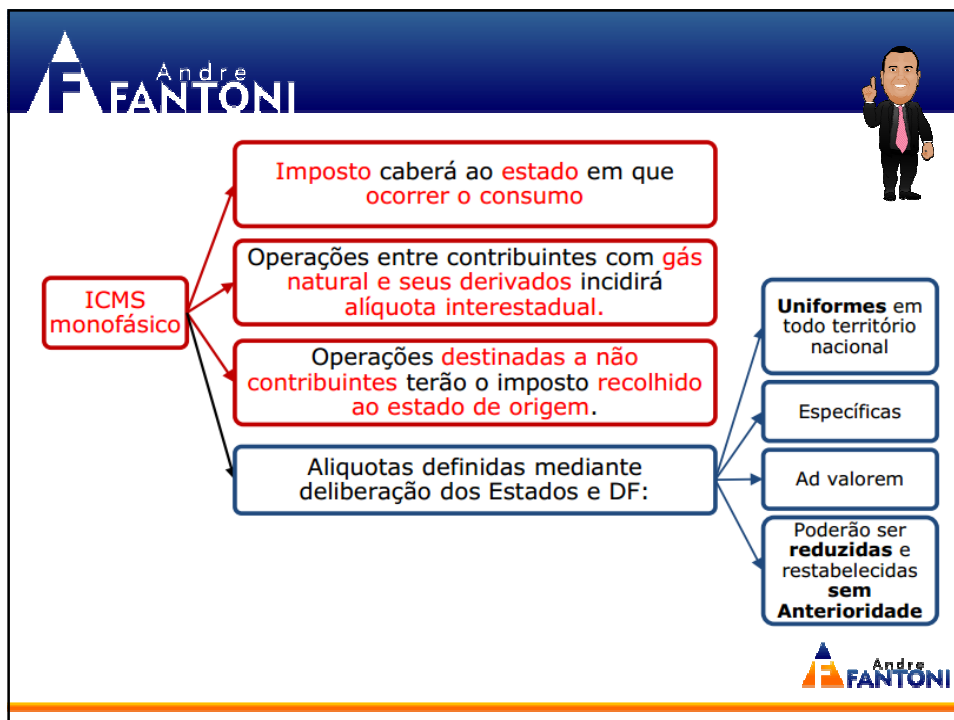 Andre
FANTONI
Imposto caberá ao estado em que
ocorrer o consumo
Operações entre contribuintes com gás
natural e seus derivados incidirá
alíquota interestadual.
ICMS
monofásico
Operações destinadas a não
contribuintes terão o imposto recolhido
ao estado de origem.
Aliquotas definidas mediante
deliberação dos Estados e DF:
Uniformes em
todo território
nacional
Específicas
Ad valorem
Poderão ser
reduzidas e
restabelecidas
sem
Anterioridade
Andre
FANTONI